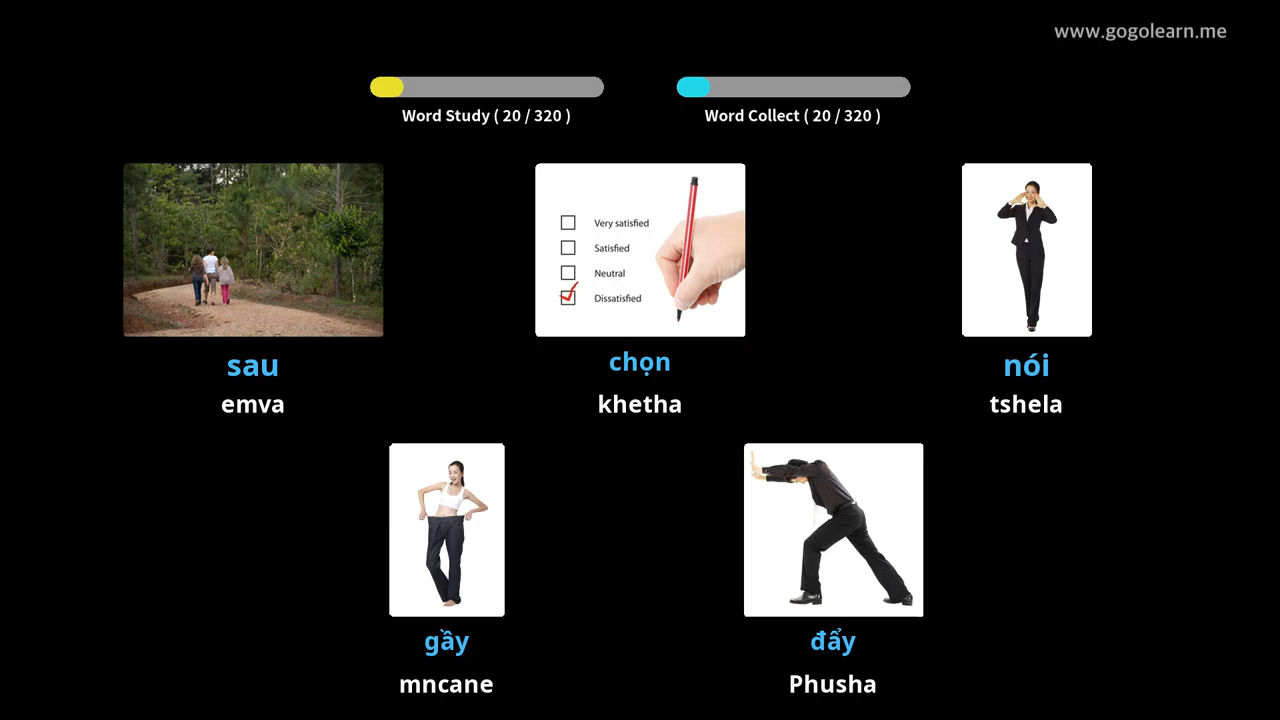 www.gogolearn.me
Word Study ( 20 / 320 )
Word Collect ( 20 / 320 )
Very satisfied
Satisfied
Neutral
Dissatisfied
sau
chọn
nói
emva
khetha
tshela
gầy
đẩy
mncane
Phusha